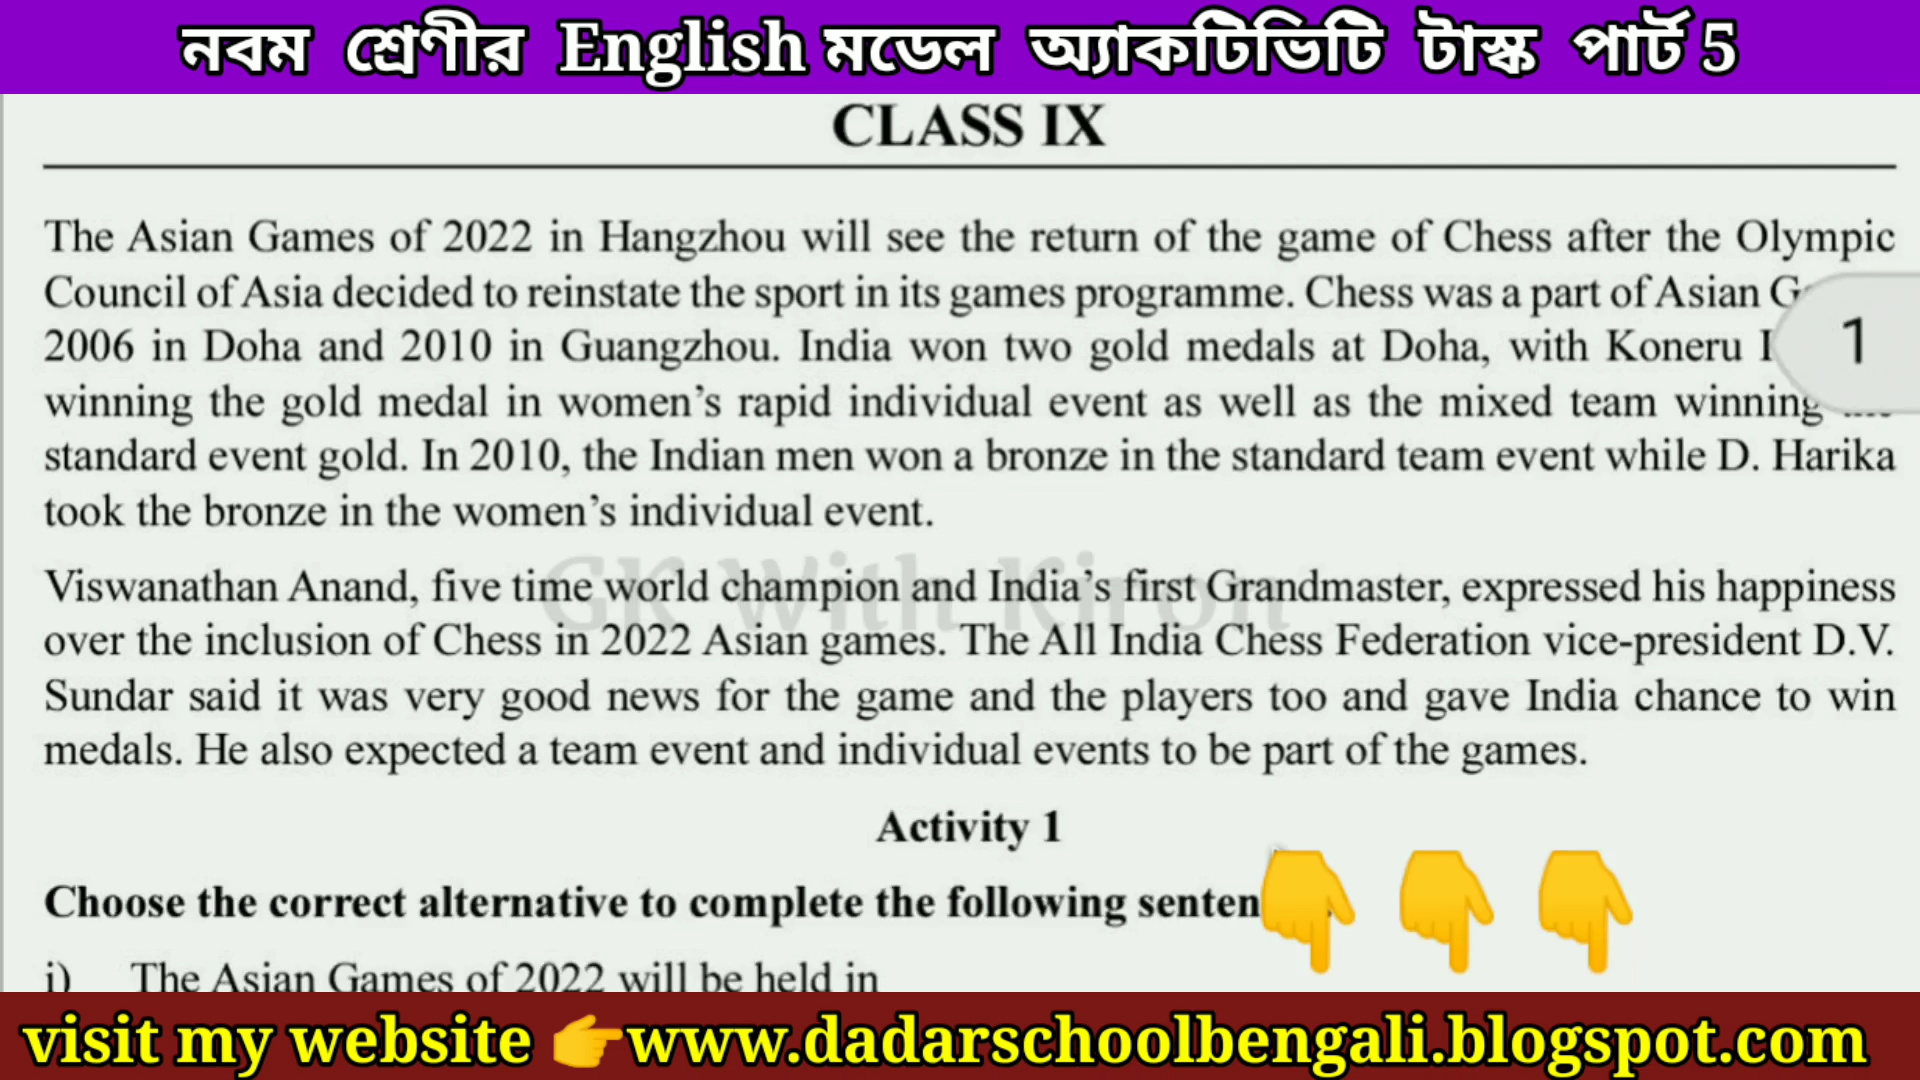 নবম শ্রেণীর English মডেল অ্যাকটিভিটি টাস্ক পার্ট 5
CLASS IX
The Asian Games of 2022 in Hangzhou will see the return of the game of Chess after the Olympic
Council of Asia decided to reinstate the sport in its games programme. Chess was a part of Asian
2006 in Doha and 2010 in Guangzhou. India won two gold medals at Doha, with Koneru
1
winning the gold medal in women's rapid individual event as well as the mixed team winning
standard event gold. In 2010, the Indian men won a bronze in the standard team event while D. Harika
took the bronze in the women's individual event.
GK With Kiron
Viswanathan Anand, five time world champion and India's first Grandmaster, expressed his happiness
over the inclusion of Chess in 2022 Asian games. The All India Chess Federation vice-president D.V.
Sundar said it was very good news for the game and the players too and gave India chance to win
medals. He also expected a team event and individual events to be part of the games.
Activity 1
Choose the correct alternative to complete the following
i) The Asian Games of 2022 will be held in
visit my website 👉www.dadarschoolbengali.blogspot.com